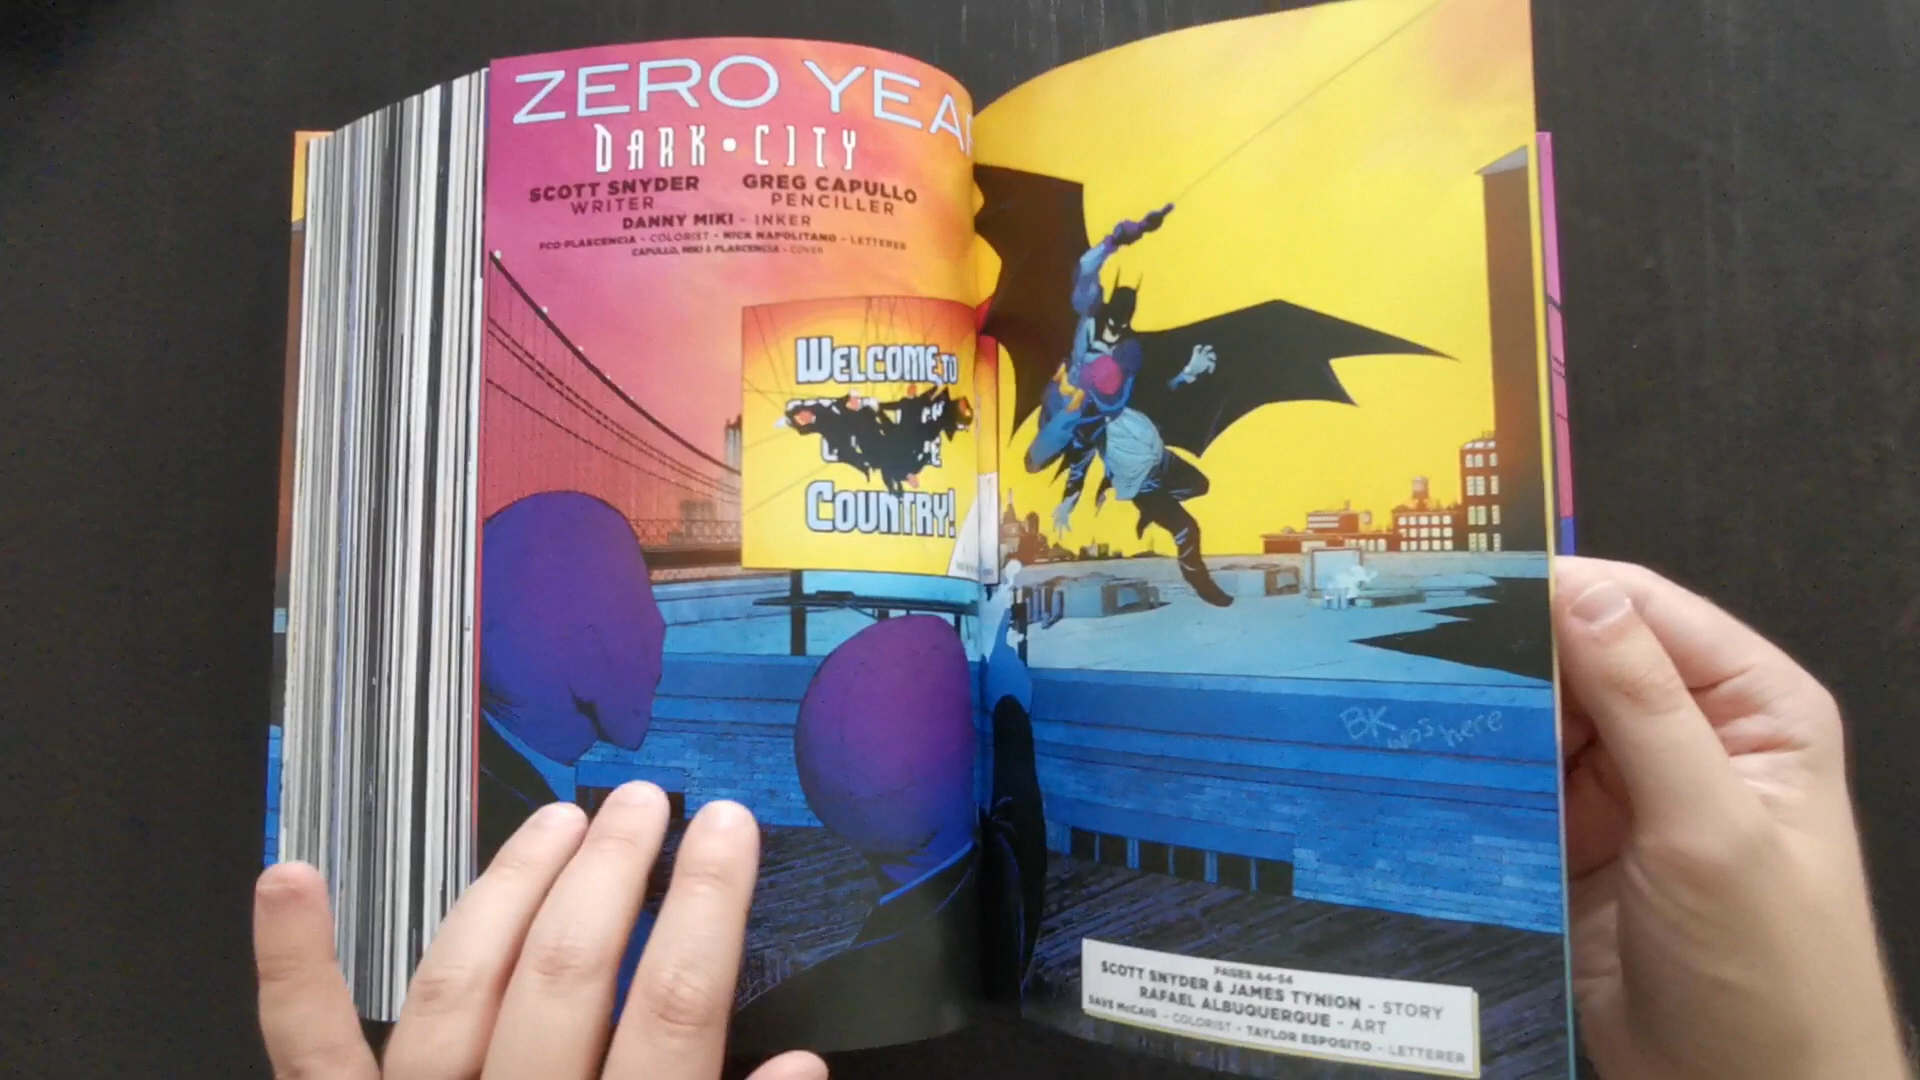 ZERO YEA
DARK • CITY
SCOTT SNYDER
WRITER
GREG CAPULLO
PENCILLER
DANNY MIKI - INKER
FCO PLASCENCIA - COLORIST - NICK NAPOLITANO - LETTERER
CAPULLO, MIKI & PLASCENCIA - COVER
WELCOME TO
COUNTRY!
BK
was here
PAGES 44-54
SCOTT SNYDER & JAMES TYNION - STORY
RAFAEL ALBUQUERQUE - ART
DAVE McCAIG - COLORIST - TAYLOR ESPOSITO - LETTERER